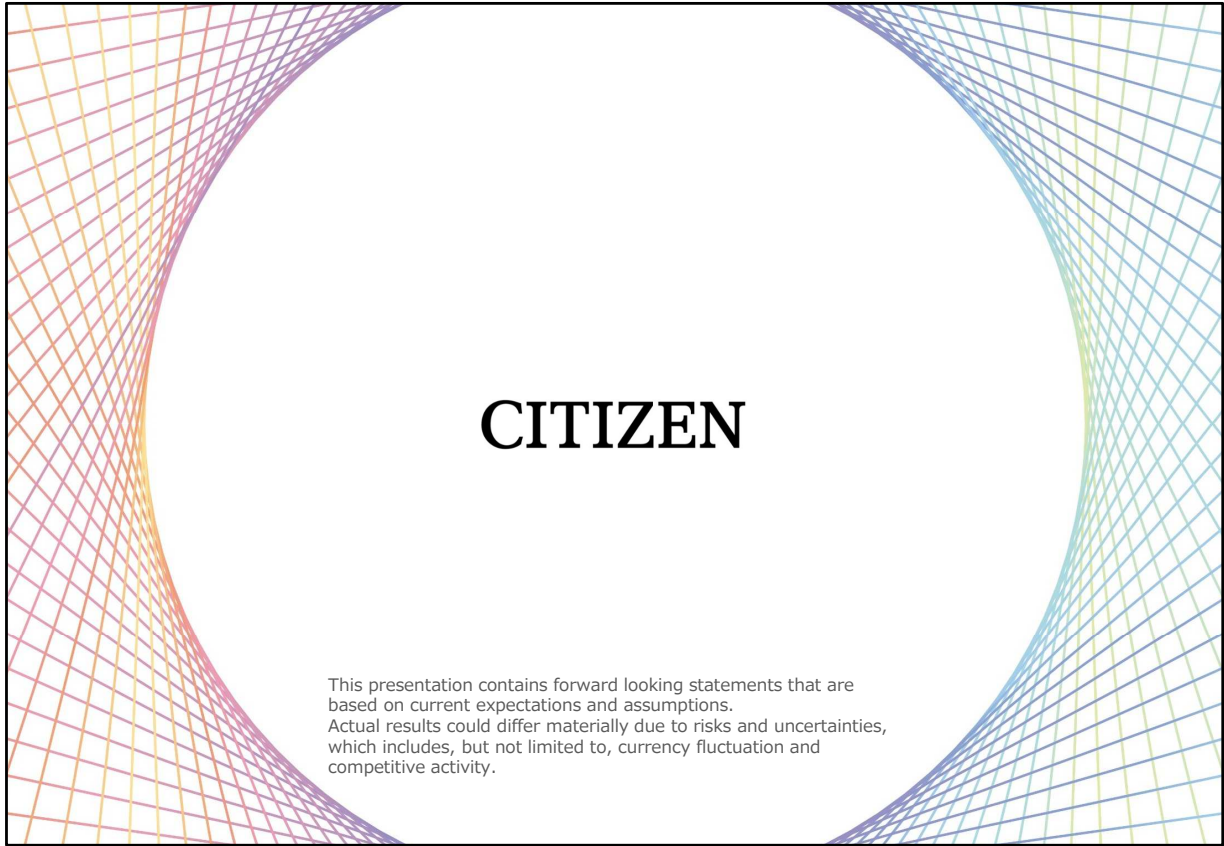 CITIZEN
This presentation contains forward looking statements that are
based on current expectations and assumptions.
Actual results could differ materially due to risks and uncertainties,
which includes, but not limited to, currency fluctuation and
competitive activity.